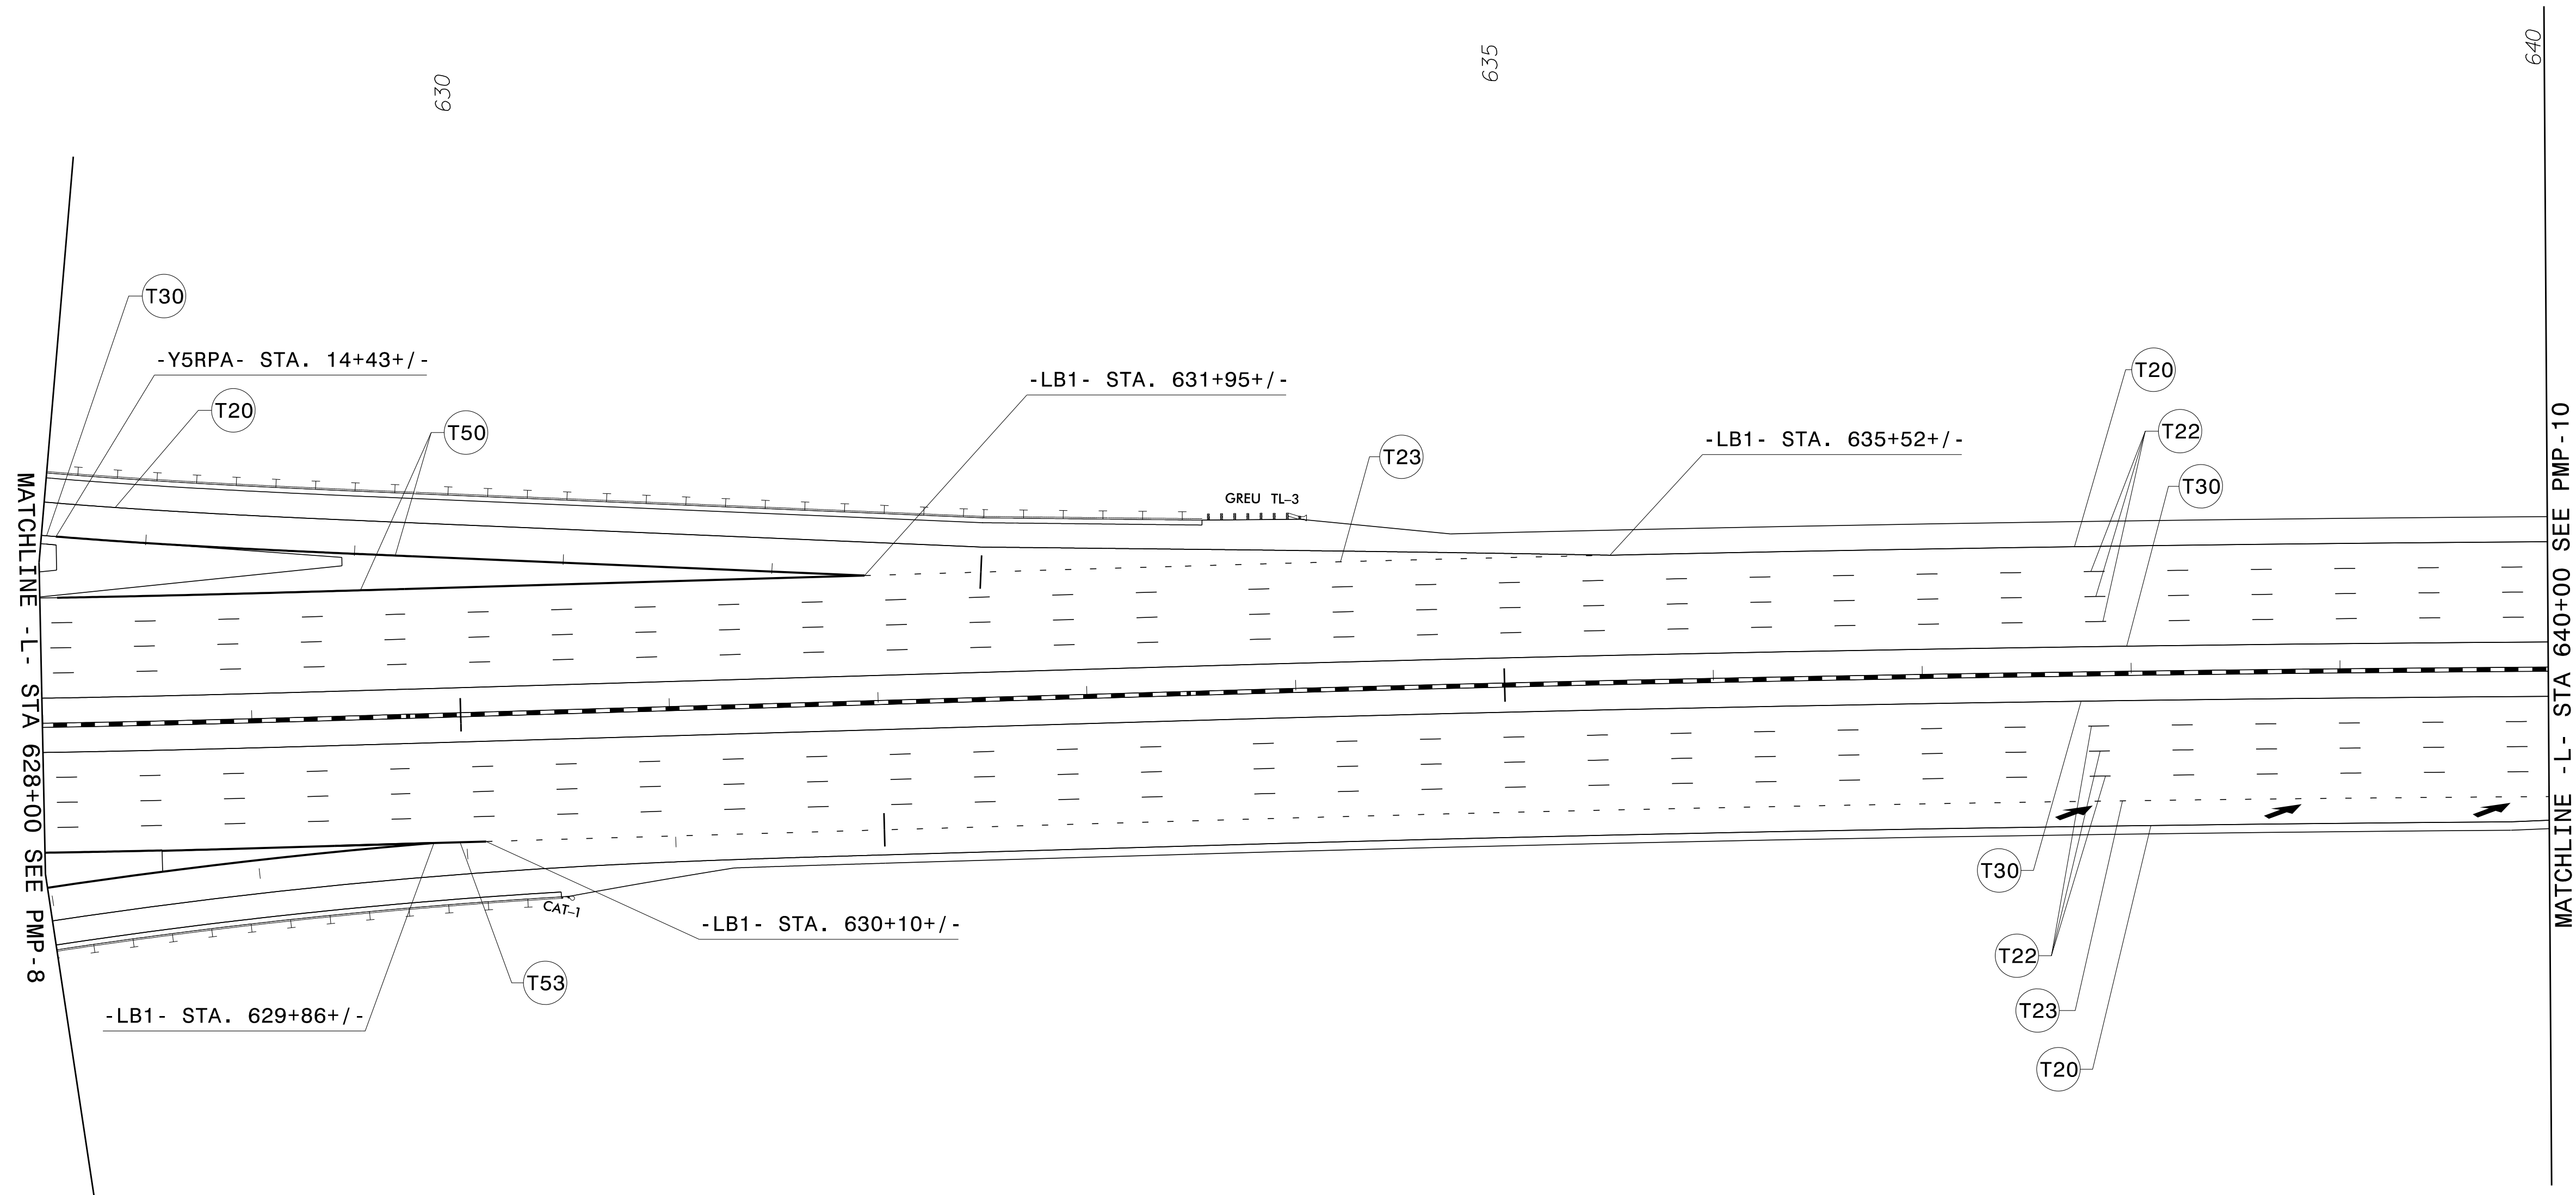 630
635
640
T30
-Y5RPA- STA. 14+43+/-
T20
T50
-LB1- STA. 631+95+/-
T23
GREU TL-3
-LB1- STA. 635+52+/-
T20
T22
T30
MATCHLINE -L- STA 628+00 SEE PMP-8
MATCHLINE -L- STA 640+00 SEE PMP-10
CAT-1
-LB1- STA. 630+10+/-
T53
-LB1- STA. 629+86+/-
T30
T22
T23
T20